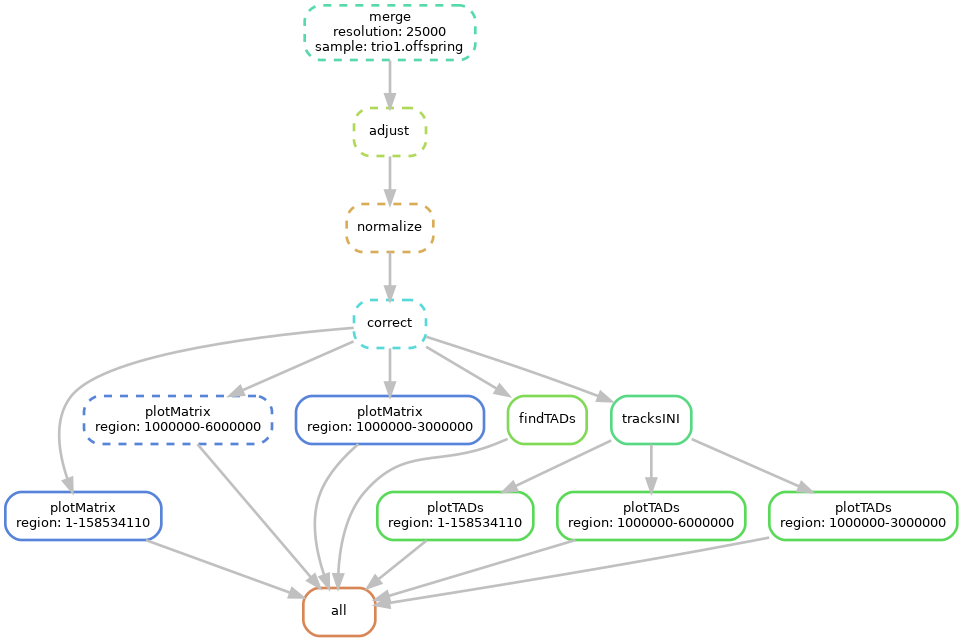 merge
resolution: 25000
sample: trio1.offspring
adjust
normalize
correct
plotMatrix
region: 1000000-6000000
plotMatrix
region: 1000000-3000000
findTADs
tracksINI
plotMatrix
region: 1-158534110
plotTADs
region: 1-158534110
plotTADs
region: 1000000-6000000
plotTADs
region: 1000000-3000000
all